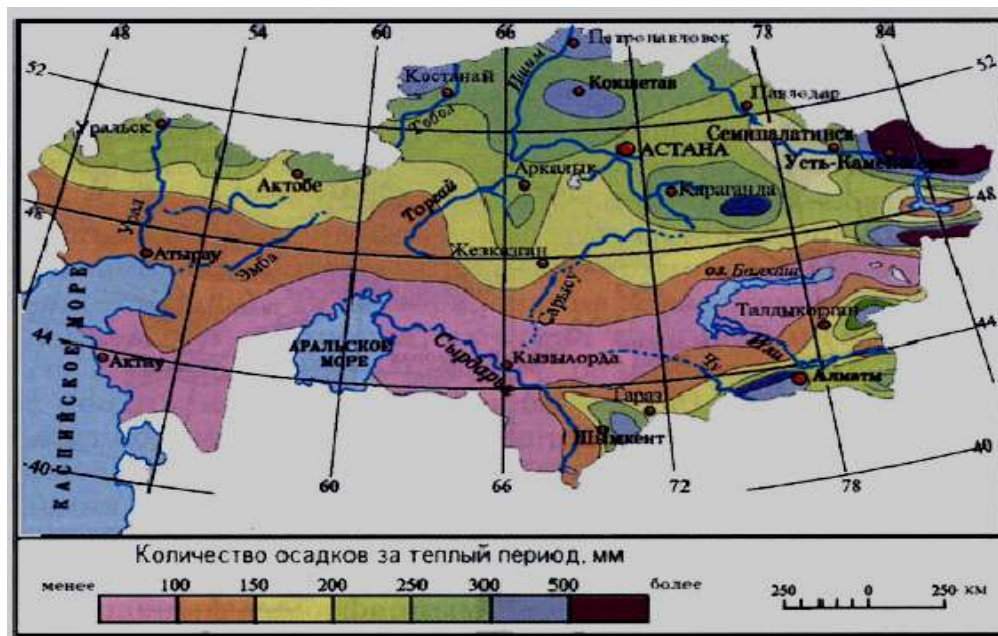 48 54 60 66 72 78 84
52 52
Петропавловск
Костанай
Ишим
Кокшетав
Тобол
Павлодар
Уральск
Семипалатинск
АСТАНА
Усть-Каменогорск
Актобе
Аркалык
Караганда
48 48
Урал
Торгай
Жезказган
Атырау
Эмба
Сарысу
оз. Балхаш
КАСПИЙСКОЕ МОРЕ
Талдыкорган
44 44
АРАЛЬСКОЕ
МОРЕ
Сырдарья
Или
Актау
Кызылорда
Чу
Алматы
Тараз
Шымкент
40 40
60 66 72 78
Количество осадков за теплый период, мм
менее 100 150 200 250 300 500 более
250 0 250 км